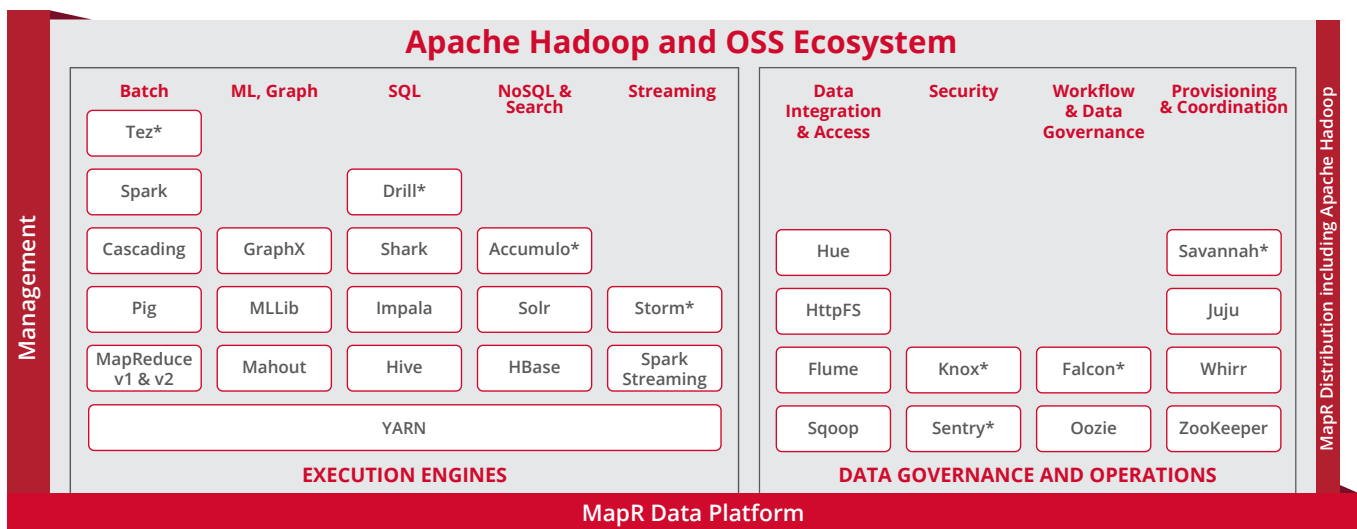 Apache Hadoop and OSS Ecosystem
Management
Batch
Tez*
Spark
Cascading
Pig
MapReduce
v1 & v2
ML, Graph
GraphX
MLLib
Mahout
SQL
Drill*
Shark
Impala
Hive
NoSQL &
Search
Accumulo*
Solr
HBase
Streaming
Storm*
Spark
Streaming
YARN
EXECUTION ENGINES
Data
Integration
& Access
Hue
HttpFS
Flume
Sqoop
Security
Knox*
Sentry*
Workflow
& Data
Governance
Falcon*
Oozie
Provisioning
& Coordination
Savannah*
Juju
Whirr
ZooKeeper
DATA GOVERNANCE AND OPERATIONS
MapR Distribution including Apache Hadoop
MapR Data Platform